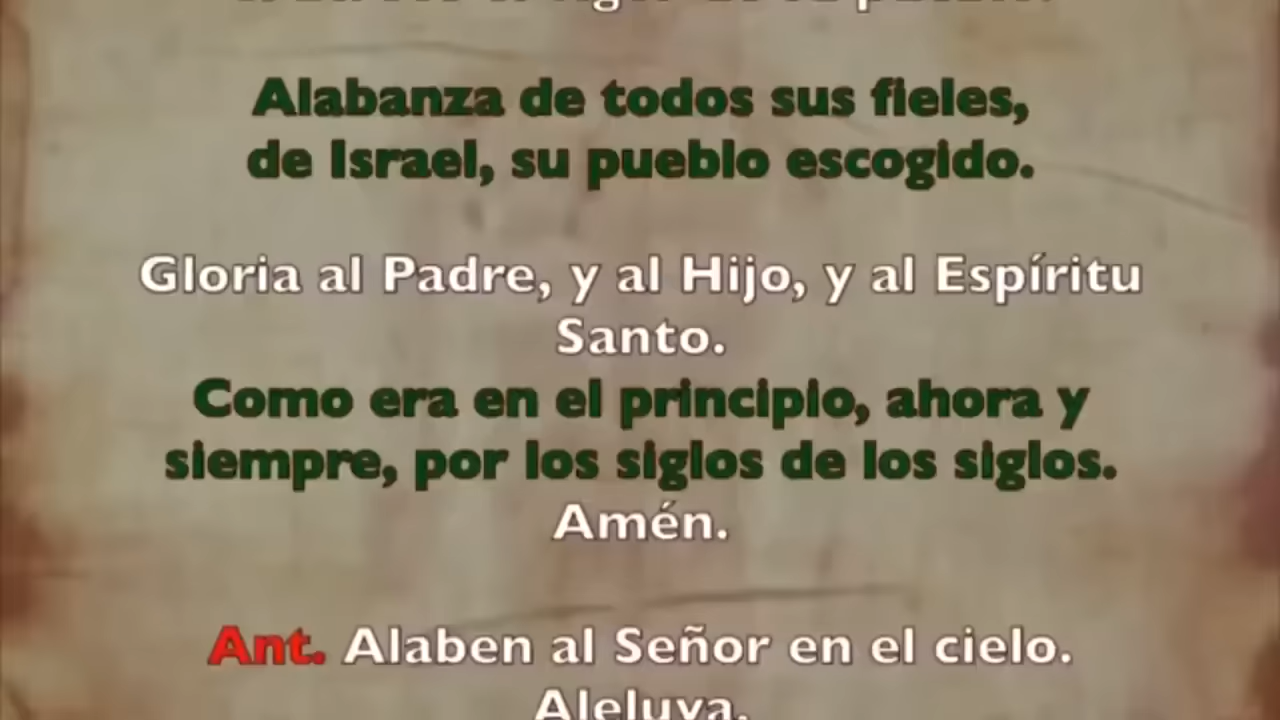 Alabanza de todos sus fieles,
de Israel, su pueblo escogido.
Gloria al Padre, y al Hijo, y al Espíritu
Santo.
Como era en el principio, ahora y
siempre, por los siglos de los siglos.
Amén.
Ant. Alaben al Señor en el cielo.
Aleluya.